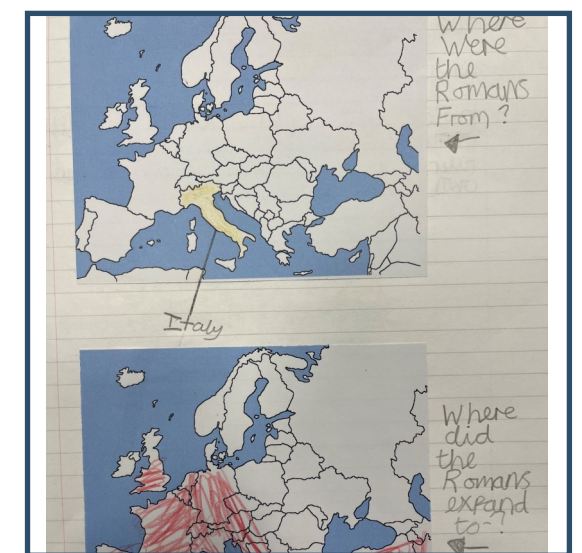 Where
were
the
Romans
From ?
Italy
Where
did
the
Romans
expand
to-?